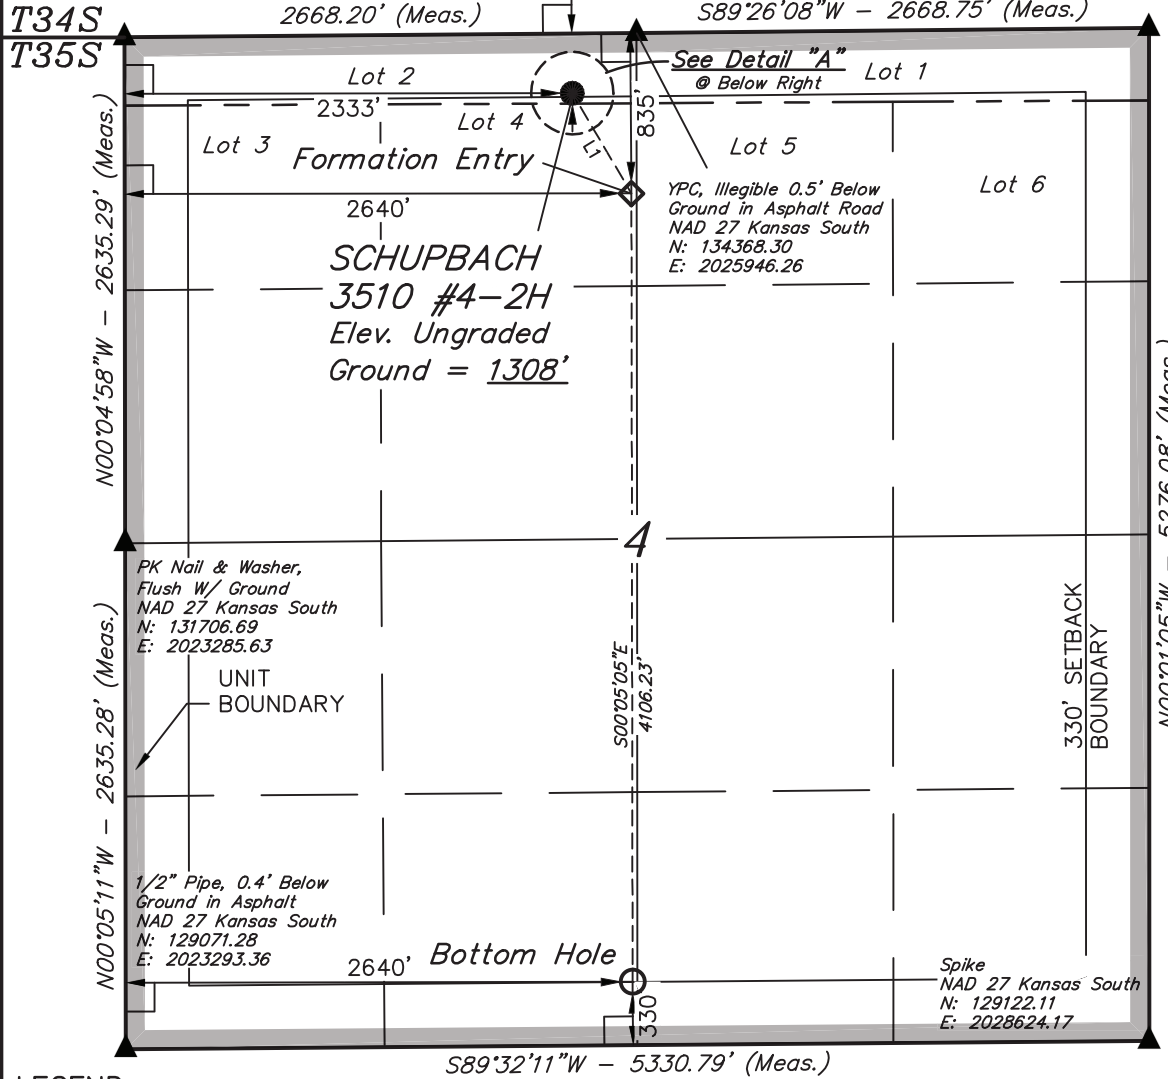 T34S
2668.20' (Meas.)
S89°26'08"W - 2668.75' (Meas.)
T35S
See Detail "A"
@ Below Right
Lot 2
Lot 1
2333'
835'
Lot 3
Lot 4
L1
Lot 5
Lot 6
Formation Entry
2640'
YPC, Illegible 0.5' Below
Ground in Asphalt Road
NAD 27 Kansas South
N: 134368.30
E: 2025946.26
SCHUPBACH
3510 #4-2H
Elev. Ungraded
Ground = 1308'
N00°04'58"W - 2635.29' (Meas.)
4
N00°01'05"W - 5276.08' (Meas.)
PK Nail & Washer,
Flush W/ Ground
NAD 27 Kansas South
N: 131706.69
E: 2023285.63
UNIT
BOUNDARY
S00°05'05"E
4106.23'
330' SETBACK
BOUNDARY
N00°05'11"W - 2635.28' (Meas.)
1/2" Pipe, 0.4' Below
Ground in Asphalt
NAD 27 Kansas South
N: 129071.28
E: 2023293.36
2640'
Bottom Hole
330
Spike
NAD 27 Kansas South
N: 129122.11
E: 2028624.17
S89°32'11"W - 5330.79' (Meas.)